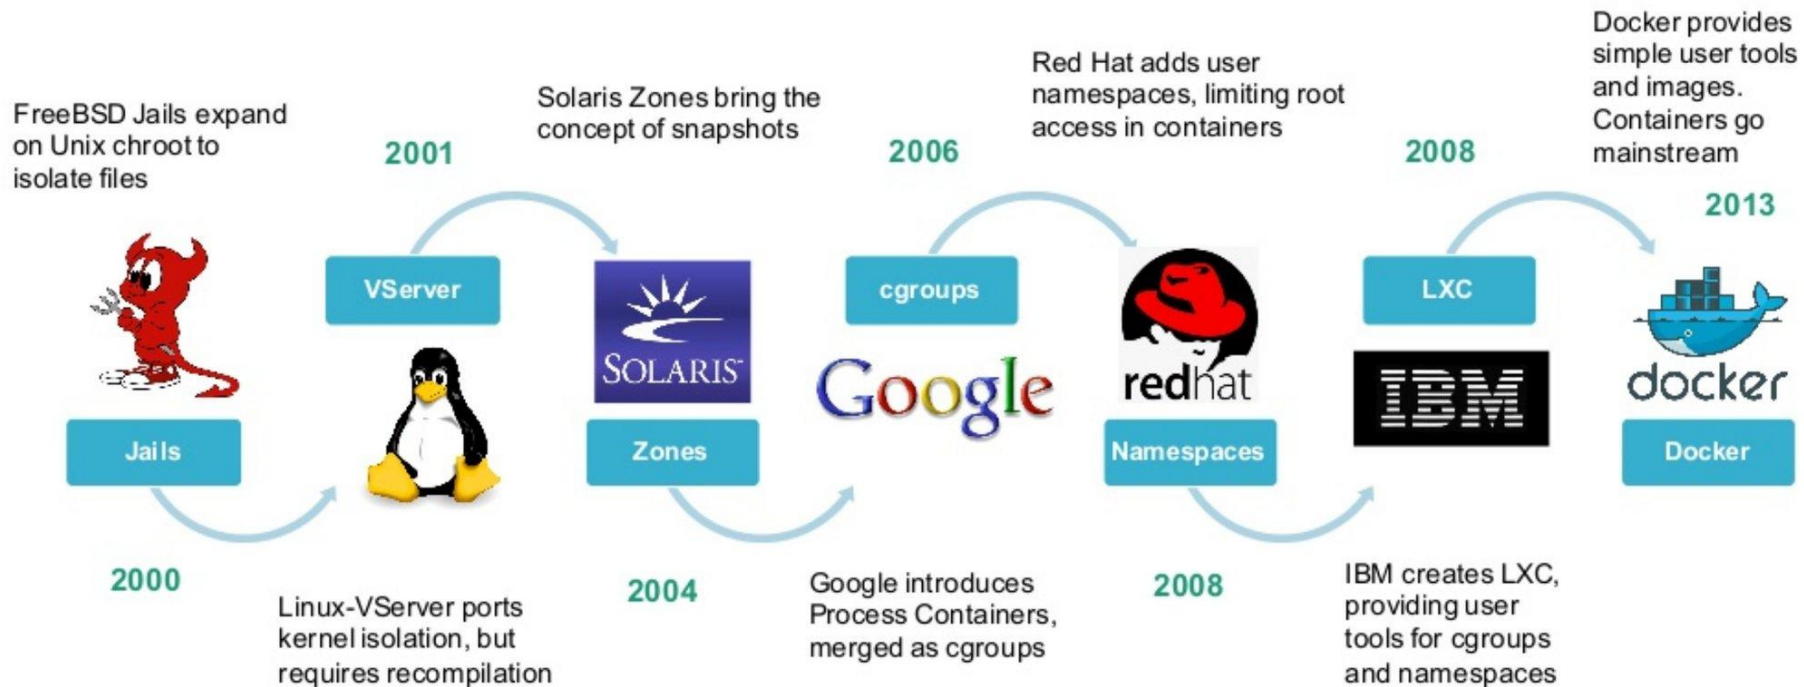 FreeBSD Jails expand
on Unix chroot to
isolate files
Jails
2000
2001
VServer
Linux-VServer ports
kernel isolation, but
requires recompilation
Solaris Zones bring the
concept of snapshots
SOLARIS™
Zones
2004
2006
cgroups
Google
Google introduces
Process Containers,
merged as cgroups
Red Hat adds user
namespaces, limiting root
access in containers
redhat
Namespaces
2008
2008
LXC
IBM
IBM creates LXC,
providing user
tools for cgroups
and namespaces
Docker provides
simple user tools
and images.
Containers go
mainstream
2013
docker
Docker